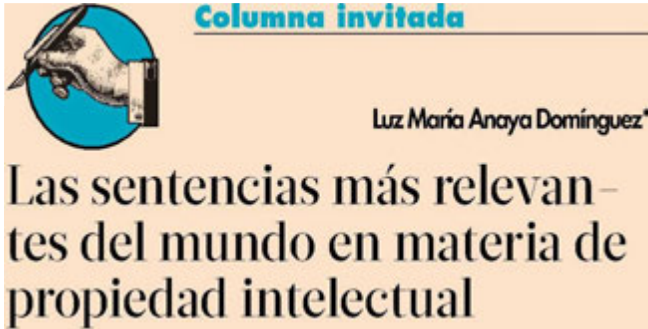 Columna invitada
Luz María Anaya Domínguez*
Las sentencias más relevan-
tes del mundo en materia de
propiedad intelectual